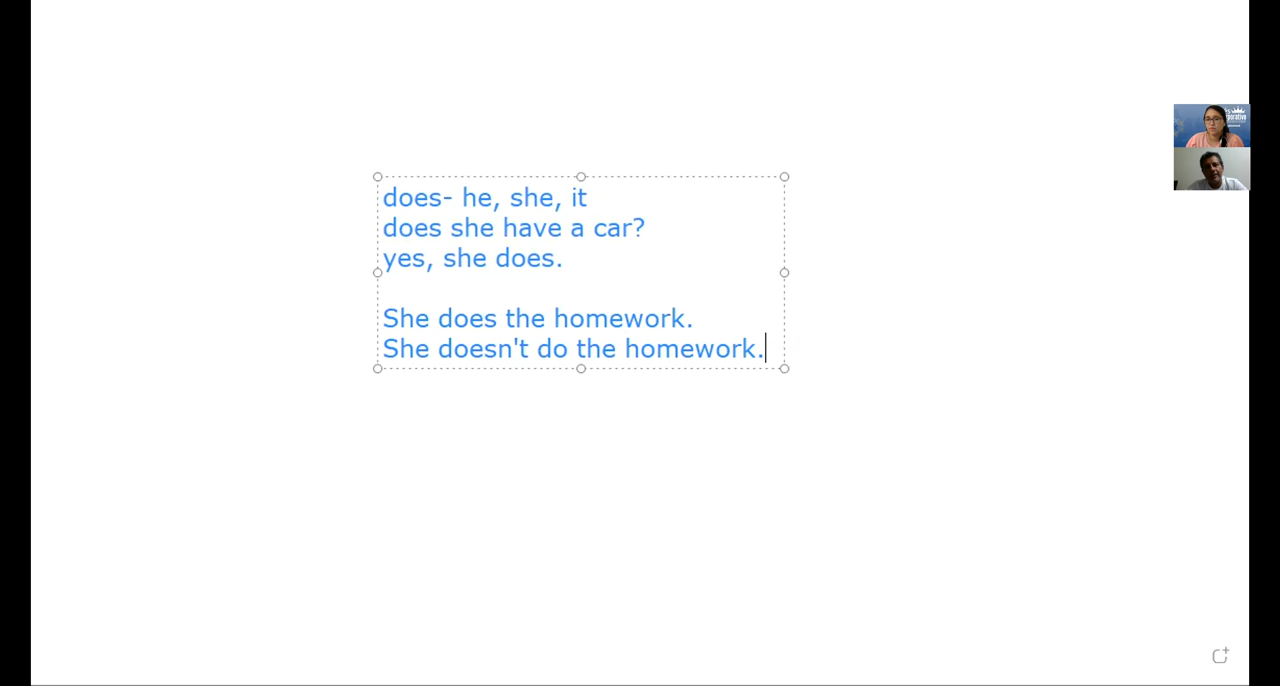 does- he, she, it
does she have a car?
yes, she does.
She does the homework.
She doesn't do the homework.